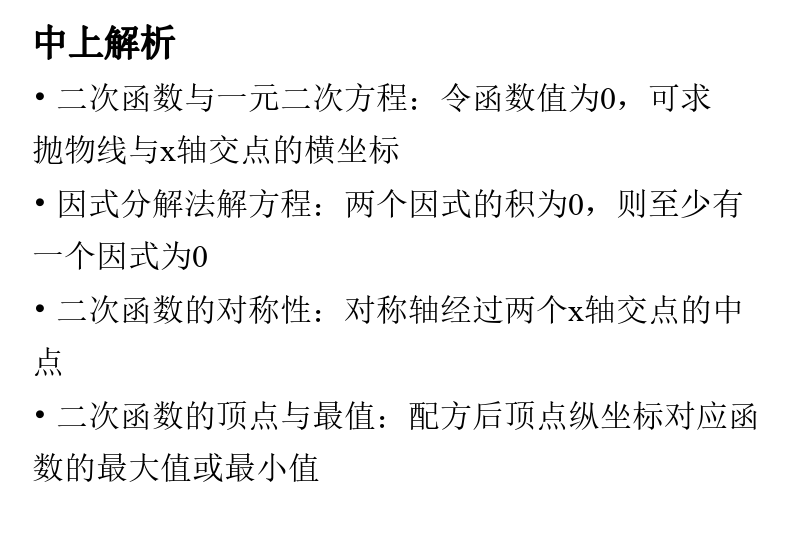 中上解析
• 二次函数与一元二次方程：令函数值为0，可求
抛物线与x轴交点的横坐标
• 因式分解法解方程：两个因式的积为0，则至少有
一个因式为0
• 二次函数的对称性：对称轴经过两个x轴交点的中
点
• 二次函数的顶点与最值：配方后顶点纵坐标对应函
数的最大值或最小值